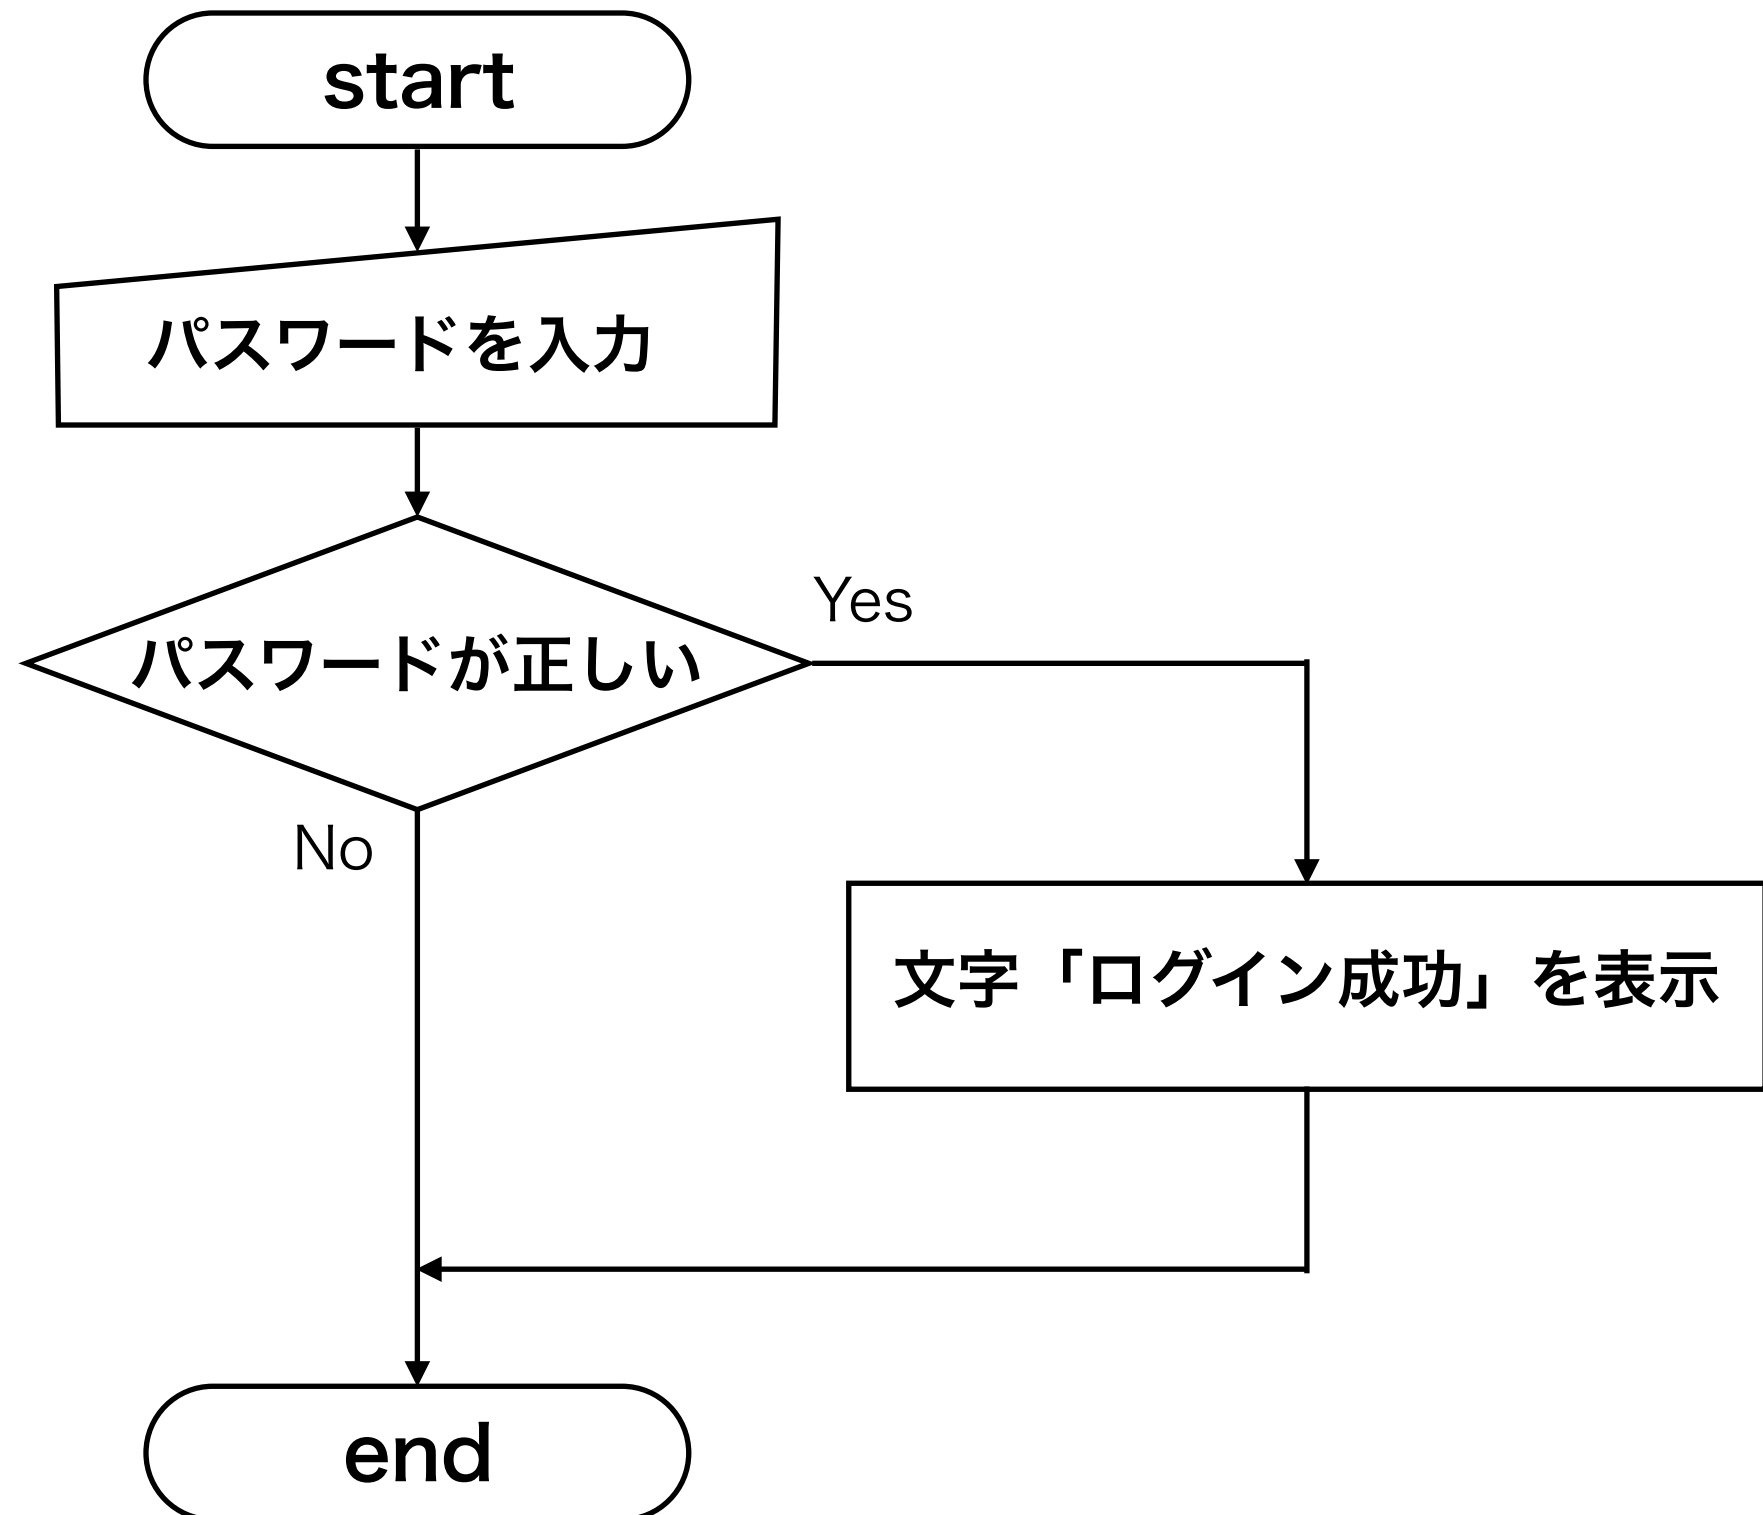 start
パスワードを入力
パスワードが正しい
Yes
No
文字「ログイン成功」を表示
end